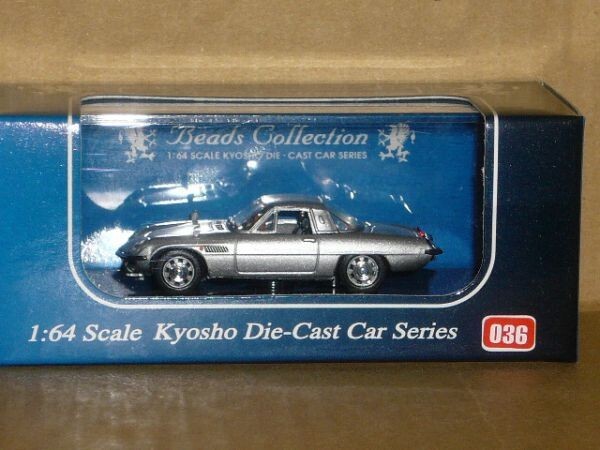 Beads Collection
1:64 SCALE KYOSHO DIE - CAST CAR SERIES
1:64 Scale Kyosho Die-Cast Car Series
036